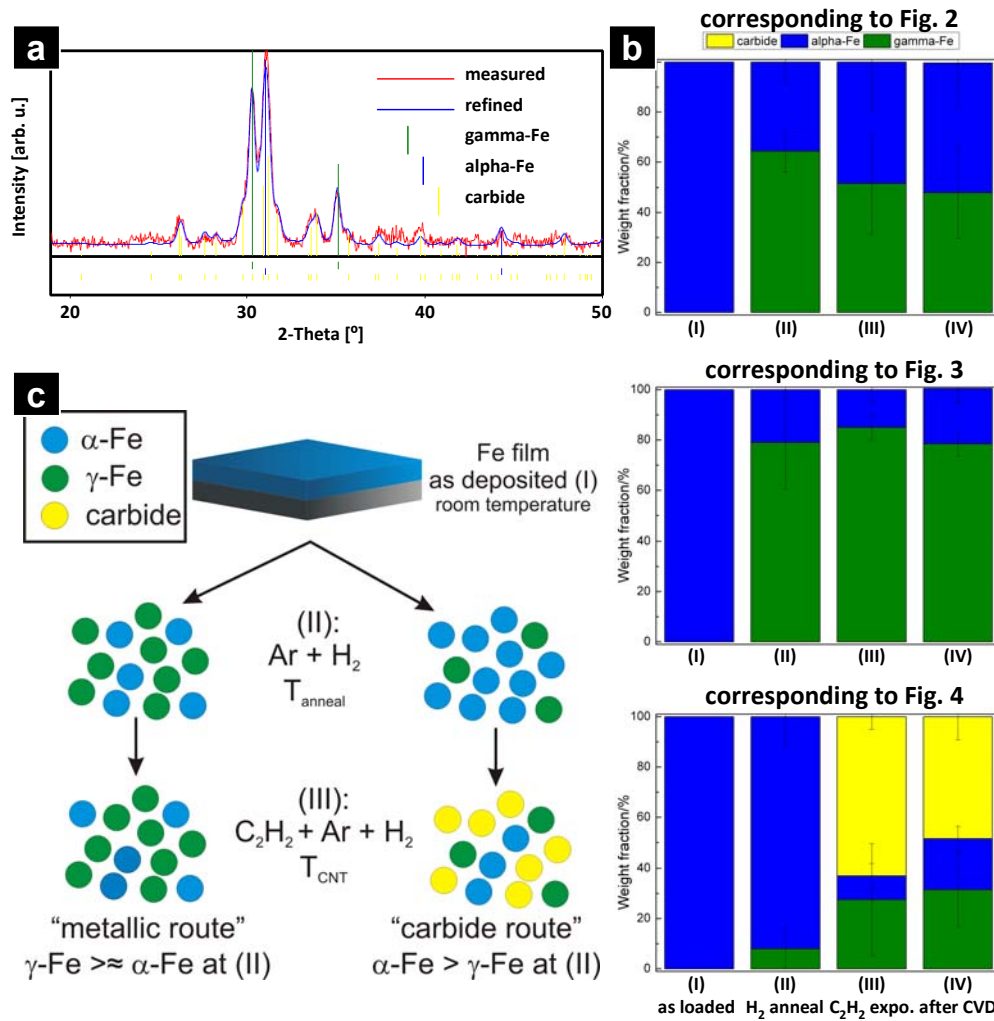 a
Intensity [arb. u.]
measured
refined
gamma-Fe
alpha-Fe
carbide
20 30 40 50
2-Theta [º]
b
corresponding to Fig. 2
carbide alpha-Fe gamma-Fe
Weight fraction/%
80
60
40
20
0
(I) (II) (III) (IV)
corresponding to Fig. 3
Weight fraction/%
100
80
60
40
20
0
(I) (II) (III) (IV)
corresponding to Fig. 4
Weight fraction/%
100
80
60
40
20
0
(I) (II) (III) (IV)
as loaded H₂ anneal C₂H₂ expo. after CVD
c
α-Fe
γ-Fe
carbide
Fe film
as deposited (I)
room temperature
(II):
Ar + H₂
T anneal
(III):
C₂H₂ + Ar + H₂
T CNT
"metallic route"
γ-Fe >≈ α-Fe at (II)
"carbide route"
α-Fe > γ-Fe at (II)